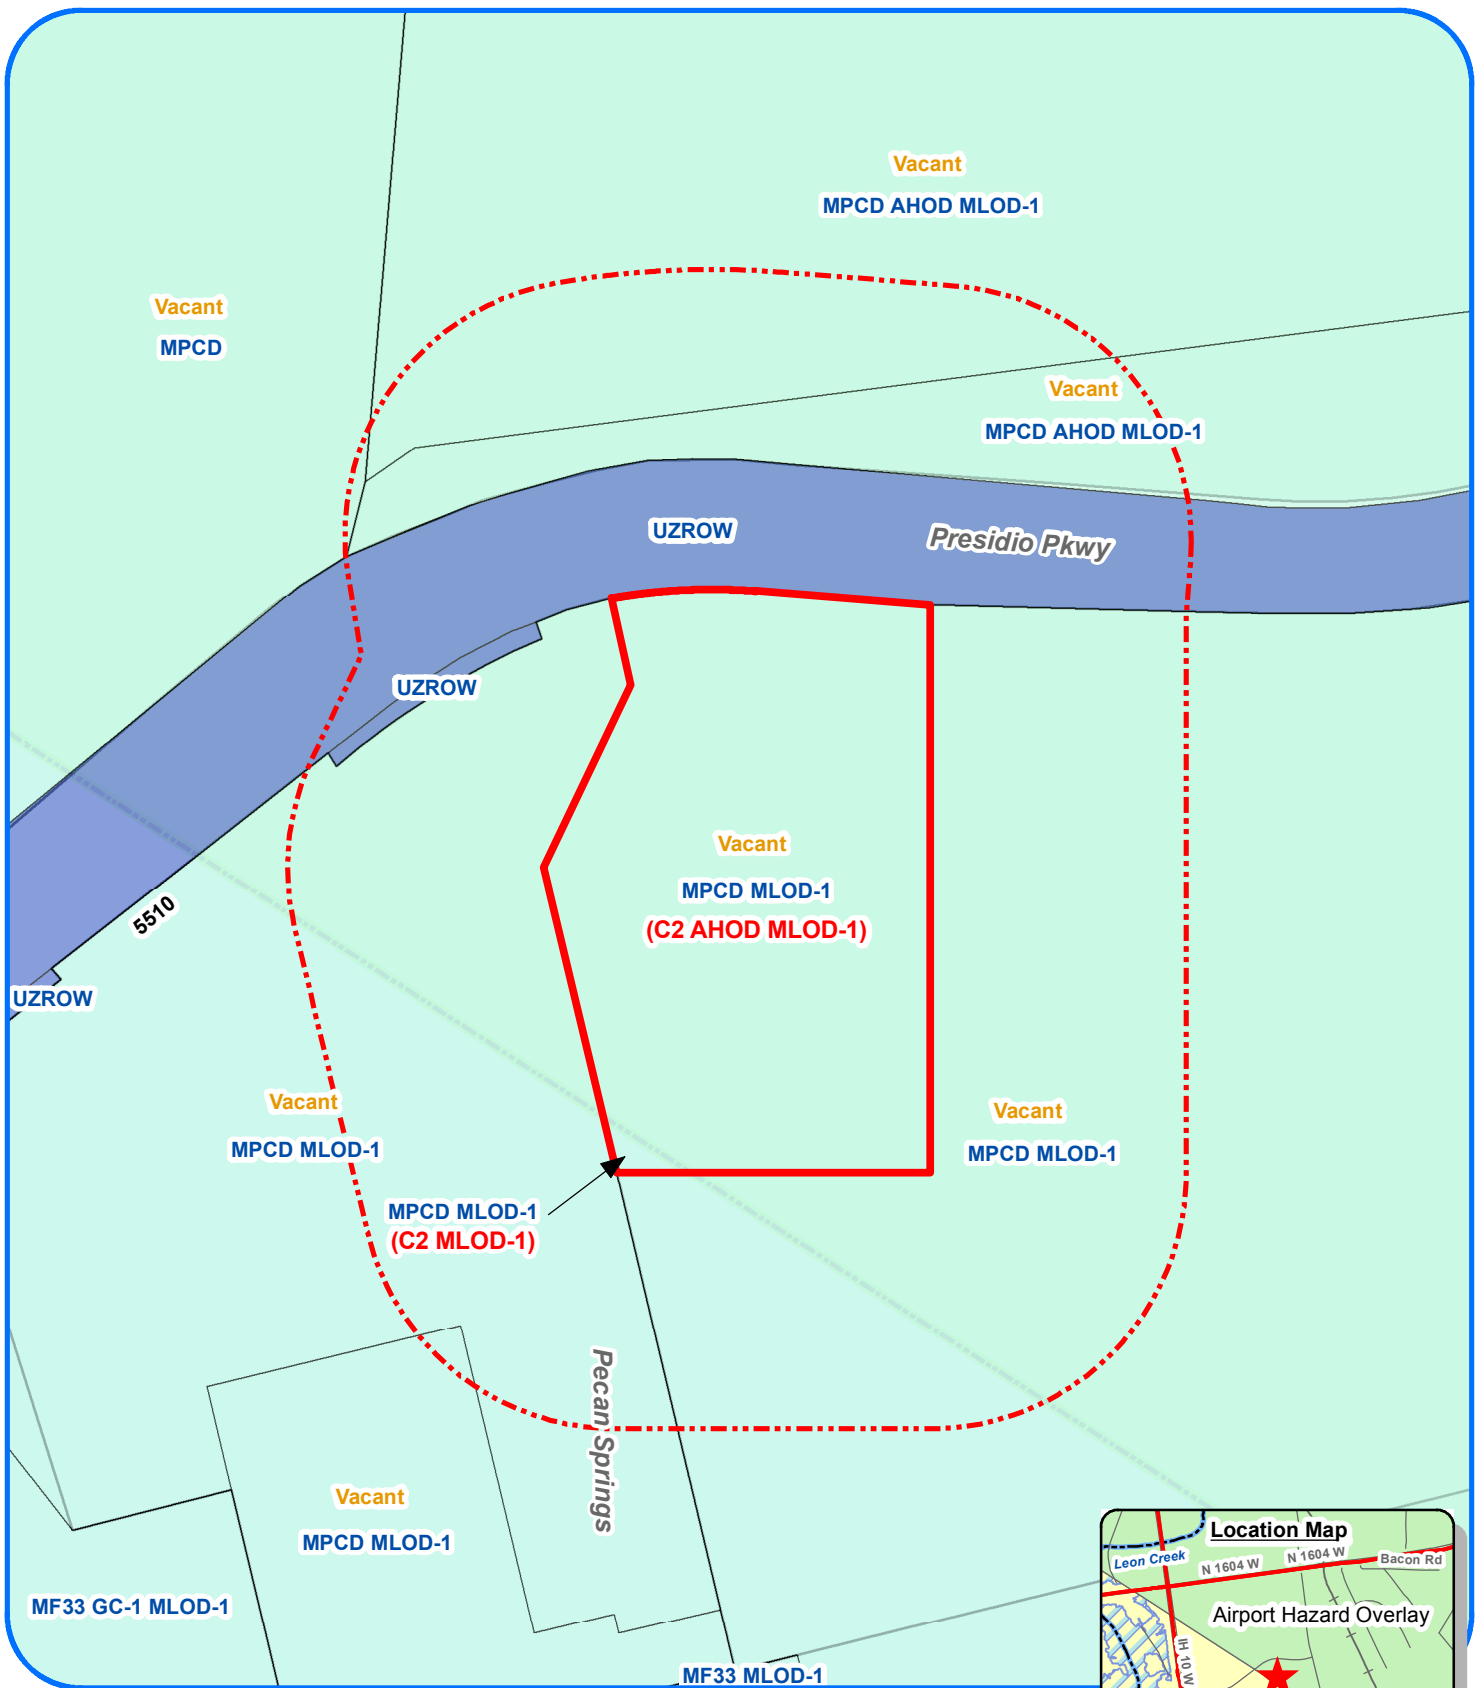 Vacant
MPCD AHOD MLOD-1
Vacant
MPCD
Vacant
MPCD AHOD MLOD-1
UZROW
Presidio Pkwy
UZROW
Vacant
MPCD MLOD-1
(C2 AHOD MLOD-1)
5510
UZROW
Vacant
MPCD MLOD-1
Vacant
MPCD MLOD-1
MPCD MLOD-1
(C2 MLOD-1)
Pecan Springs
Vacant
MPCD MLOD-1
MF33 GC-1 MLOD-1
MF33 MLOD-1
Location Map
Leon Creek
N 1604 W
N 1604 W
Bacon Rd
Airport Hazard Overlay
IH 10 W